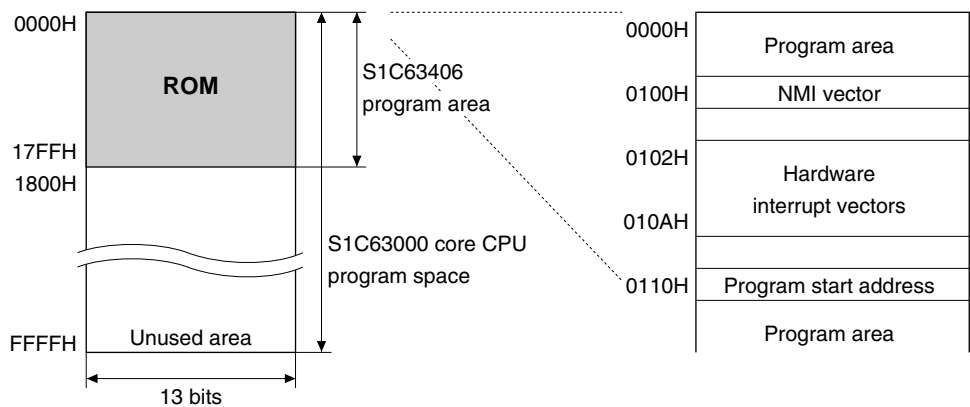 0000H
ROM
17FFH
1800H
FFFFH
Unused area
13 bits
S1C63406
program area
S1C63000 core CPU
program space
0000H
Program area
0100H
NMI vector
0102H
Hardware
interrupt vectors
010AH
0110H
Program start address
Program area